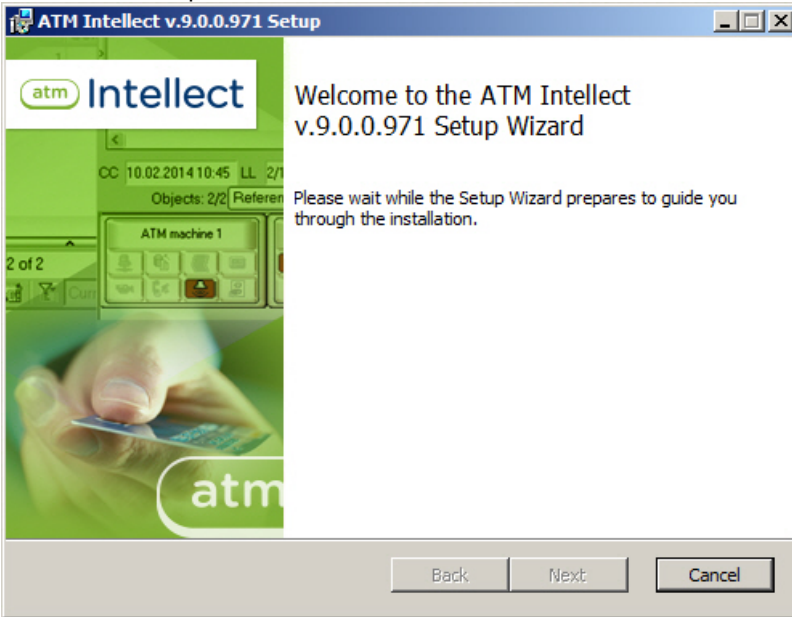 ATM Intellect v.9.0.0.971 Setup
atm Intellect
Welcome to the ATM Intellect
v.9.0.0.971 Setup Wizard
CC 10.02.2014 10:45 LL
Objects: 2/2
Please wait while the Setup Wizard prepares to guide you
through the installation.
ATM machine 1
2 of 2
atm
Back Next Cancel